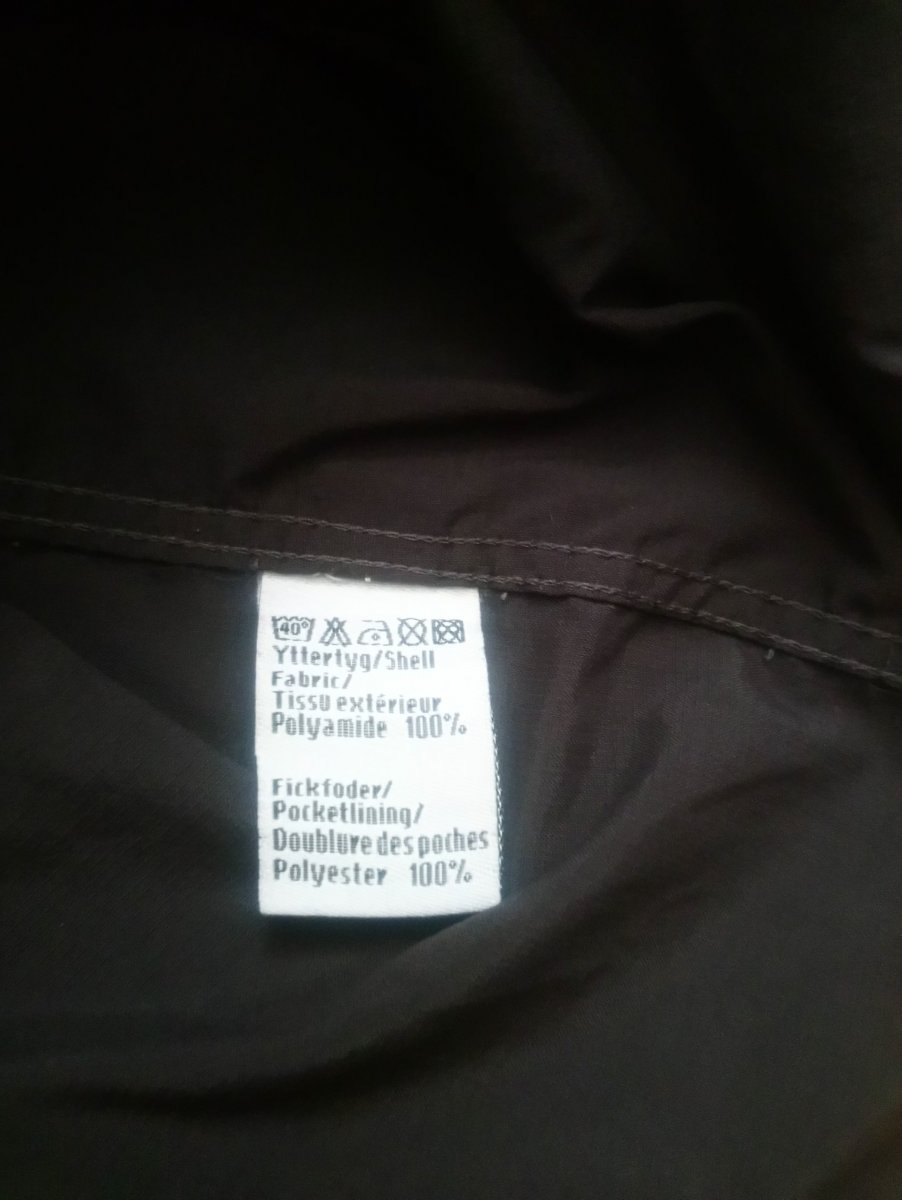 40°
Yttertyg/Shell
Fabric/
Tissu extérieur
Polyamide 100%
Fickfoder/
Pocketlining/
Doublure des poches
Polyester 100%